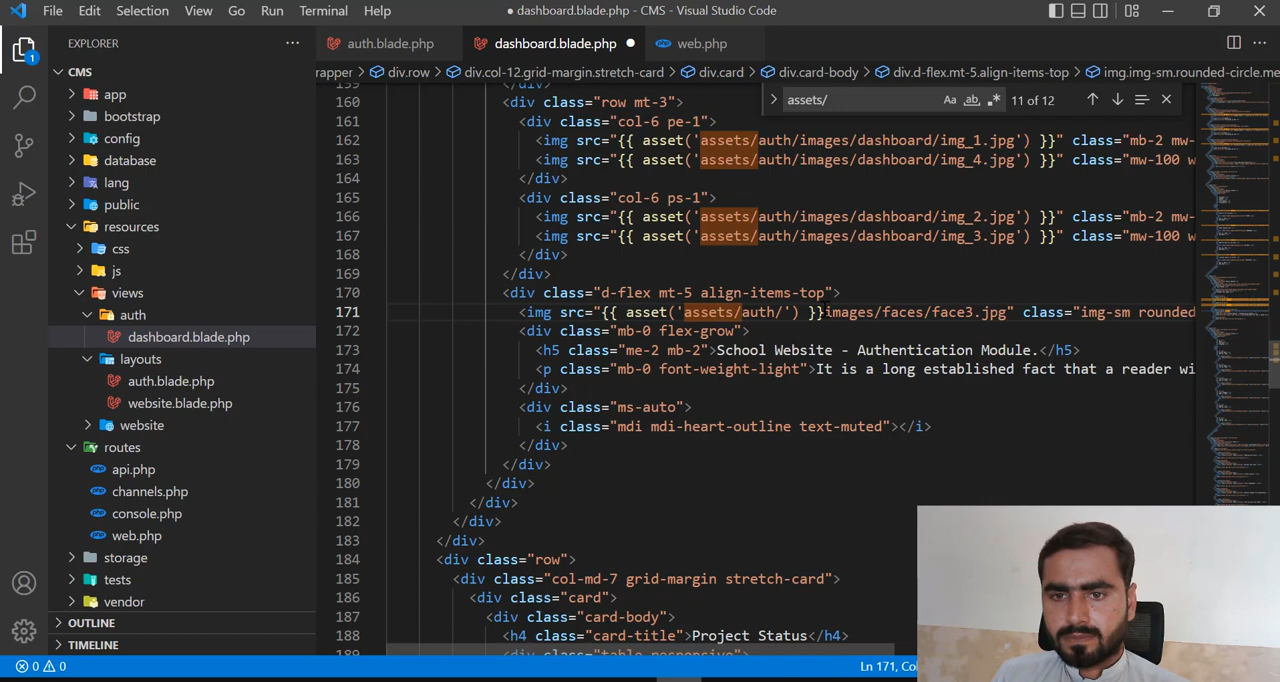 File Edit Selection View Go Run Terminal Help
● dashboard.blade.php - CMS - Visual Studio Code
EXPLORER
auth.blade.php
dashboard.blade.php
web.php
rapper > div.row > div.col-12.grid-margin.stretch-card > div.card > div.card-body > div.d-flex.mt-5.align-items-top > img.img-sm.rounded-circle.me
assets/
Aa ab 11 of 12
1
CMS
app
bootstrap
config
database
lang
public
resources
css
js
views
auth
dashboard.blade.php
layouts
auth.blade.php
website.blade.php
website
routes
api.php
channels.php
console.php
web.php
storage
tests
vendor
OUTLINE
TIMELINE
159 </div>
160 <div class="row mt-3">
161 <div class="col-6 pe-1">
162 <img src="{{ asset('assets/auth/images/dashboard/img_1.jpg') }}" class="mb-2 mw-
163 <img src="{{ asset('assets/auth/images/dashboard/img_4.jpg') }}" class="mw-100 w
164 </div>
165 <div class="col-6 ps-1">
166 <img src="{{ asset('assets/auth/images/dashboard/img_2.jpg') }}" class="mb-2 mw-
167 <img src="{{ asset('assets/auth/images/dashboard/img_3.jpg') }}" class="mw-100 w
168 </div>
169 </div>
170 <div class="d-flex mt-5 align-items-top">
171 <img src="{{ asset('assets/auth/') }}images/faces/face3.jpg" class="img-sm rounded
172 <div class="mb-0 flex-grow">
173 <h5 class="me-2 mb-2">School Website - Authentication Module.</h5>
174 <p class="mb-0 font-weight-light">It is a long established fact that a reader wi
175 </div>
176 <div class="ms-auto">
177 <i class="mdi mdi-heart-outline text-muted"></i>
178 </div>
179 </div>
180 </div>
181 </div>
182 </div>
183 </div>
184 <div class="row">
185 <div class="col-md-7 grid-margin stretch-card">
186 <div class="card">
187 <div class="card-body">
188 <h4 class="card-title">Project Status</h4>
189 <div class="table-responsive">
0 0
Ln 171,